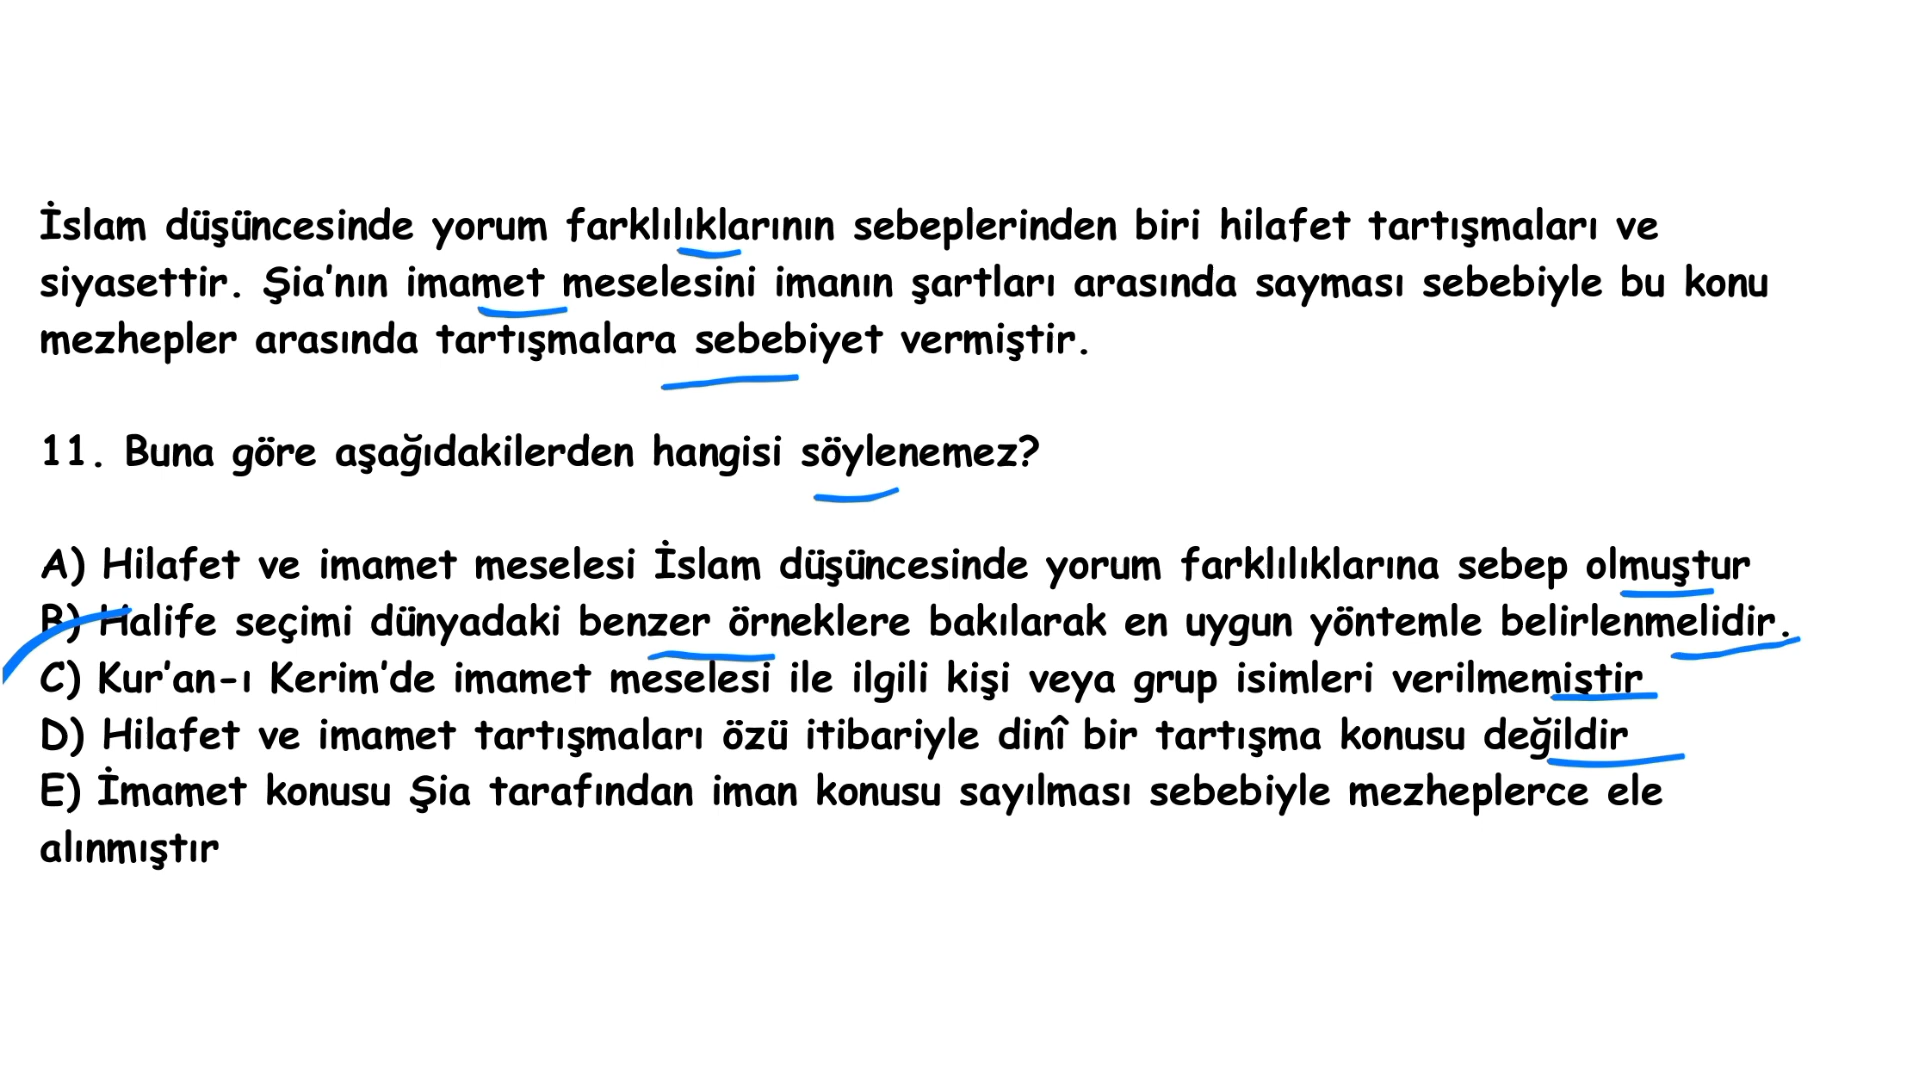 İslam düşüncesinde yorum farklılıklarının sebeplerinden biri hilafet tartışmaları ve
siyasettir. Şia'nın imamet meselesini imanın şartları arasında sayması sebebiyle bu konu
mezhepler arasında tartışmalara sebebiyet vermiştir.
11. Buna göre aşağıdakilerden hangisi söylenemez?
A) Hilafet ve imamet meselesi İslam düşüncesinde yorum farklılıklarına sebep olmuştur
B) Halife seçimi dünyadaki benzer örneklere bakılarak en uygun yöntemle belirlenmelidir.
C) Kur'an-ı Kerim'de imamet meselesi ile ilgili kişi veya grup isimleri verilmemiştir
D) Hilafet ve imamet tartışmaları özü itibariyle dinî bir tartışma konusu değildir
E) İmamet konusu Şia tarafından iman konusu sayılması sebebiyle mezheplerce ele
alınmıştır